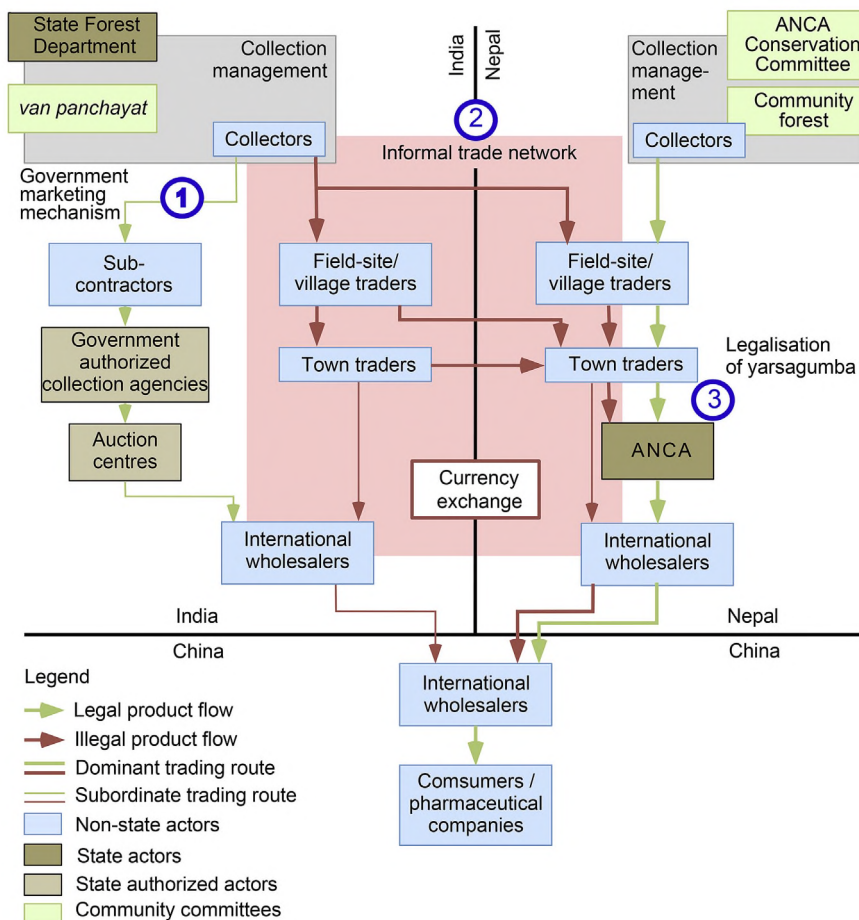 State Forest
Department
van panchayat
Collection
management
Collectors
India
Nepal
Collection
manage-
ment
ANCA
Conservation
Committee
Community
forest
Collectors
2
Informal trade network
Government
marketing
mechanism
1
Sub-
contractors
Field-site/
village traders
Field-site/
village traders
Government
authorized
collection agencies
Town traders
Town traders
Legalisation
of yarsagumba
3
Auction
centres
ANCA
Currency
exchange
International
wholesalers
International
wholesalers
India
Nepal
China
China
International
wholesalers
Comsumers /
pharmaceutical
companies
Legend
Legal product flow
Illegal product flow
Dominant trading route
Subordinate trading route
Non-state actors
State actors
State authorized actors
Community committees